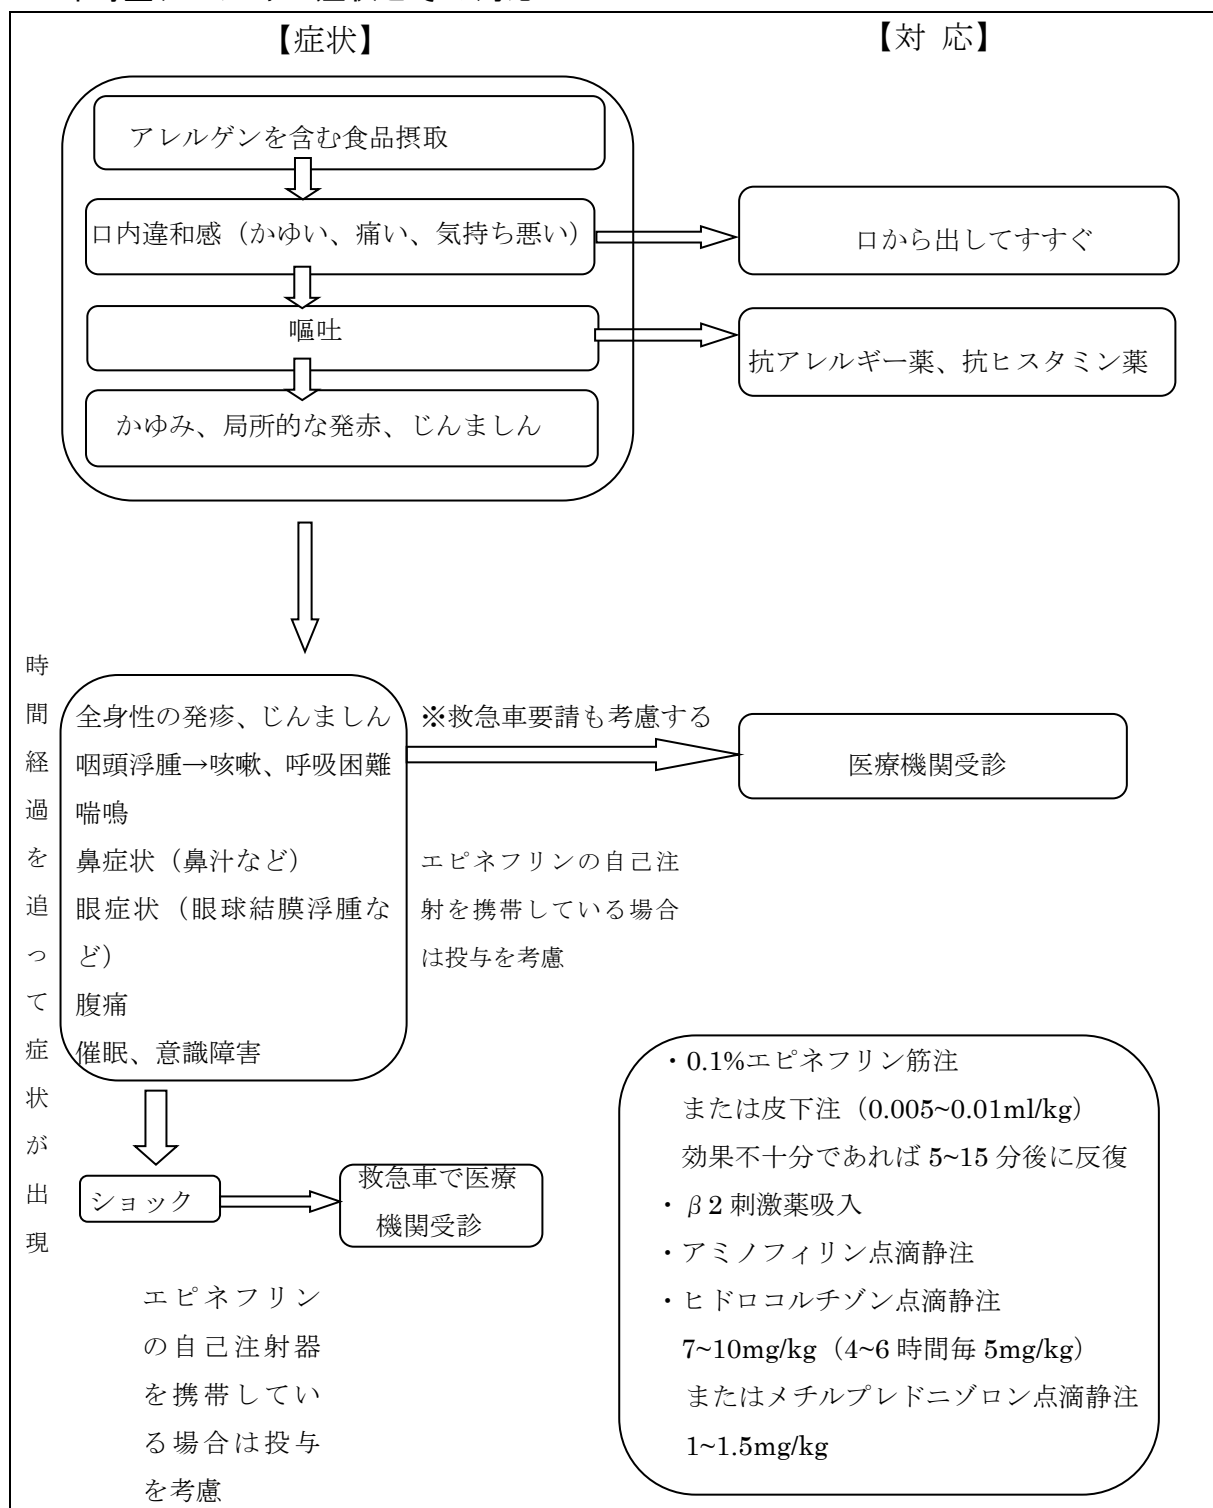 【症状】
【対 応】
アレルゲンを含む食品摂取
口内違和感（かゆい、痛い、気持ち悪い）
口から出してすすぐ
嘔吐
抗アレルギー薬、抗ヒスタミン薬
かゆみ、局所的な発赤、じんましん
時間経過を追って症状が出現
全身性の発疹、じんましん
咽頭浮腫→咳嗽、呼吸困難
喘鳴
鼻症状（鼻汁など）
眼症状（眼球結膜浮腫な
ど）
腹痛
催眠、意識障害
※救急車要請も考慮する
医療機関受診
エピネフリンの自己注
射を携帯している場合
は投与を考慮
ショック
救急車で医療
機関受診
エピネフリン
の自己注射器
を携帯してい
る場合は投与
を考慮
・0.1%エピネフリン筋注
または皮下注（0.005~0.01ml/kg）
効果不十分であれば 5~15 分後に反復
・β２刺激薬吸入
・アミノフィリン点滴静注
・ヒドロコルチゾン点滴静注
7~10mg/kg（4~6 時間毎 5mg/kg）
またはメチルプレドニゾロン点滴静注
1~1.5mg/kg